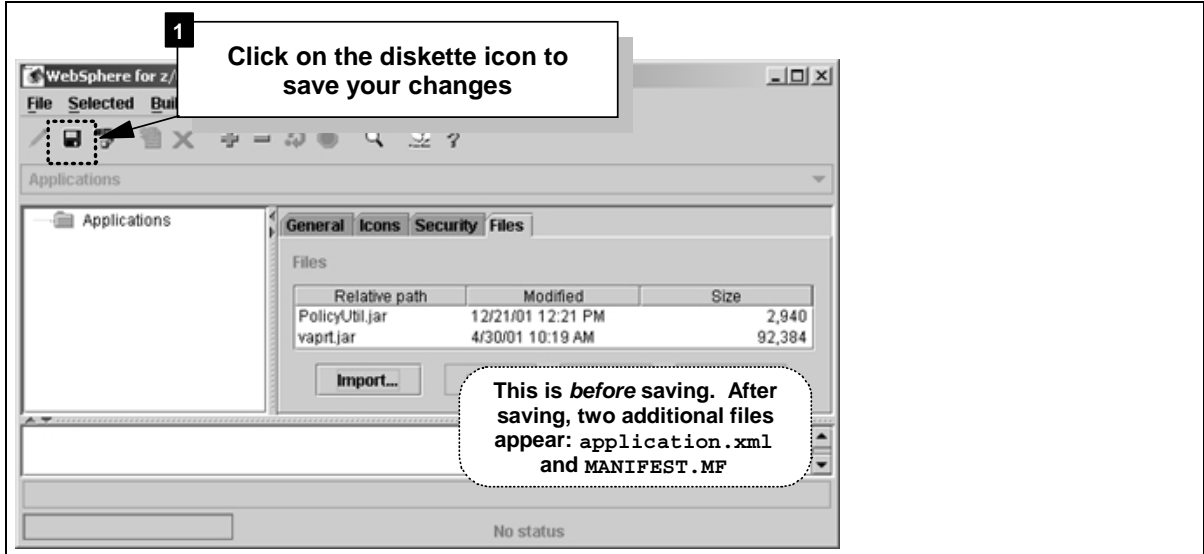 1
Click on the diskette icon to
save your changes
WebSphere for z/
File Selected Buil
Applications
Applications
General Icons Security Files
Files
Relative path Modified Size
PolicyUtil.jar 12/21/01 12:21 PM 2,940
vaprt.jar 4/30/01 10:19 AM 92,384
Import...
This is before saving. After
saving, two additional files
appear: application.xml
and MANIFEST.MF
No status